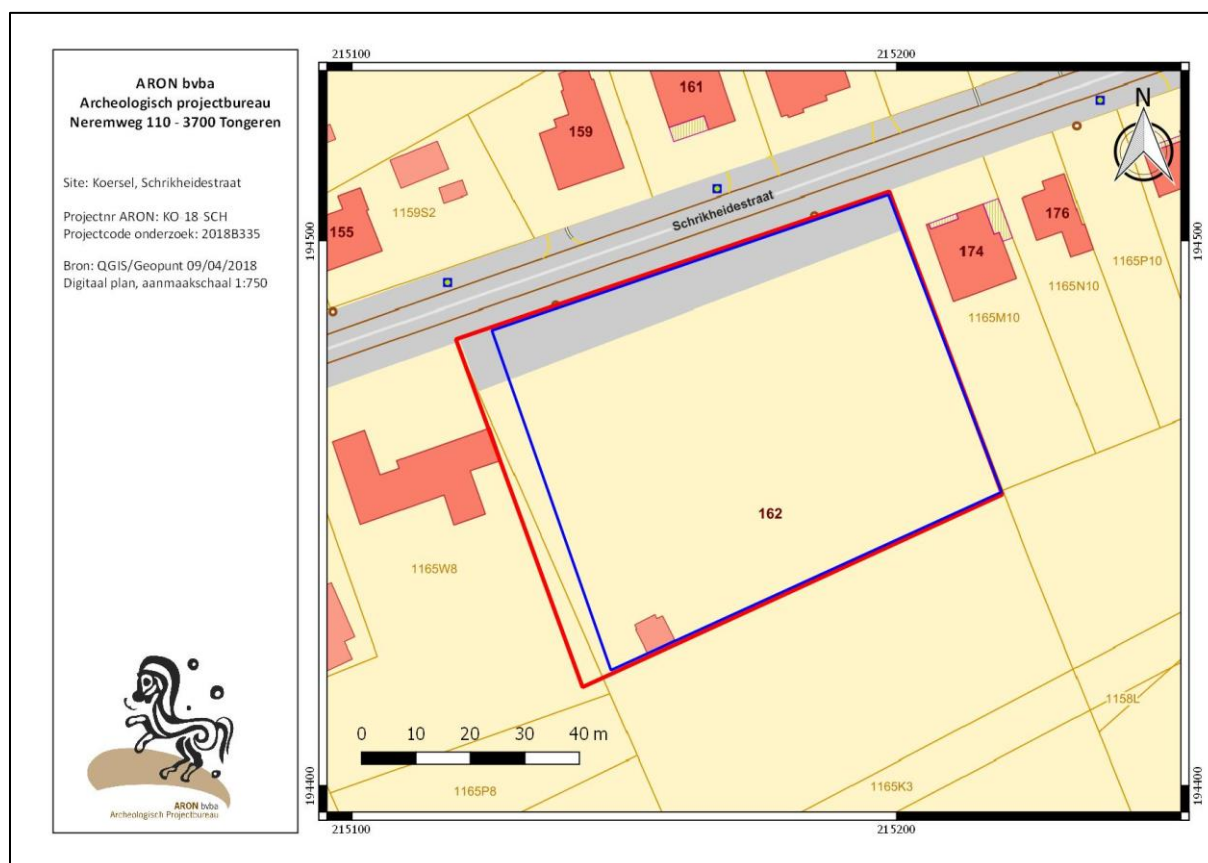 ARON bvba
Archeologisch projectbureau
Neremweg 110 - 3700 Tongeren
Site: Koersel, Schrikheidestraat
Projectnr ARON: KO-18-SCH
Projectcode onderzoek: 2018B335
Bron: QGIS/Geopunt 09/04/2018
Digitaal plan, aanmaakschaal 1:750
ARON bvba
Archeologisch Projectbureau
215100
215200
161
159
N
1159S2
155
Schrikheidestraat
176
174
194500
194500
1165P10
1165N10
1165M10
162
1165W8
1158L
0 10 20 30 40 m
1165P8
1165K3
194400
194400
215100
215200